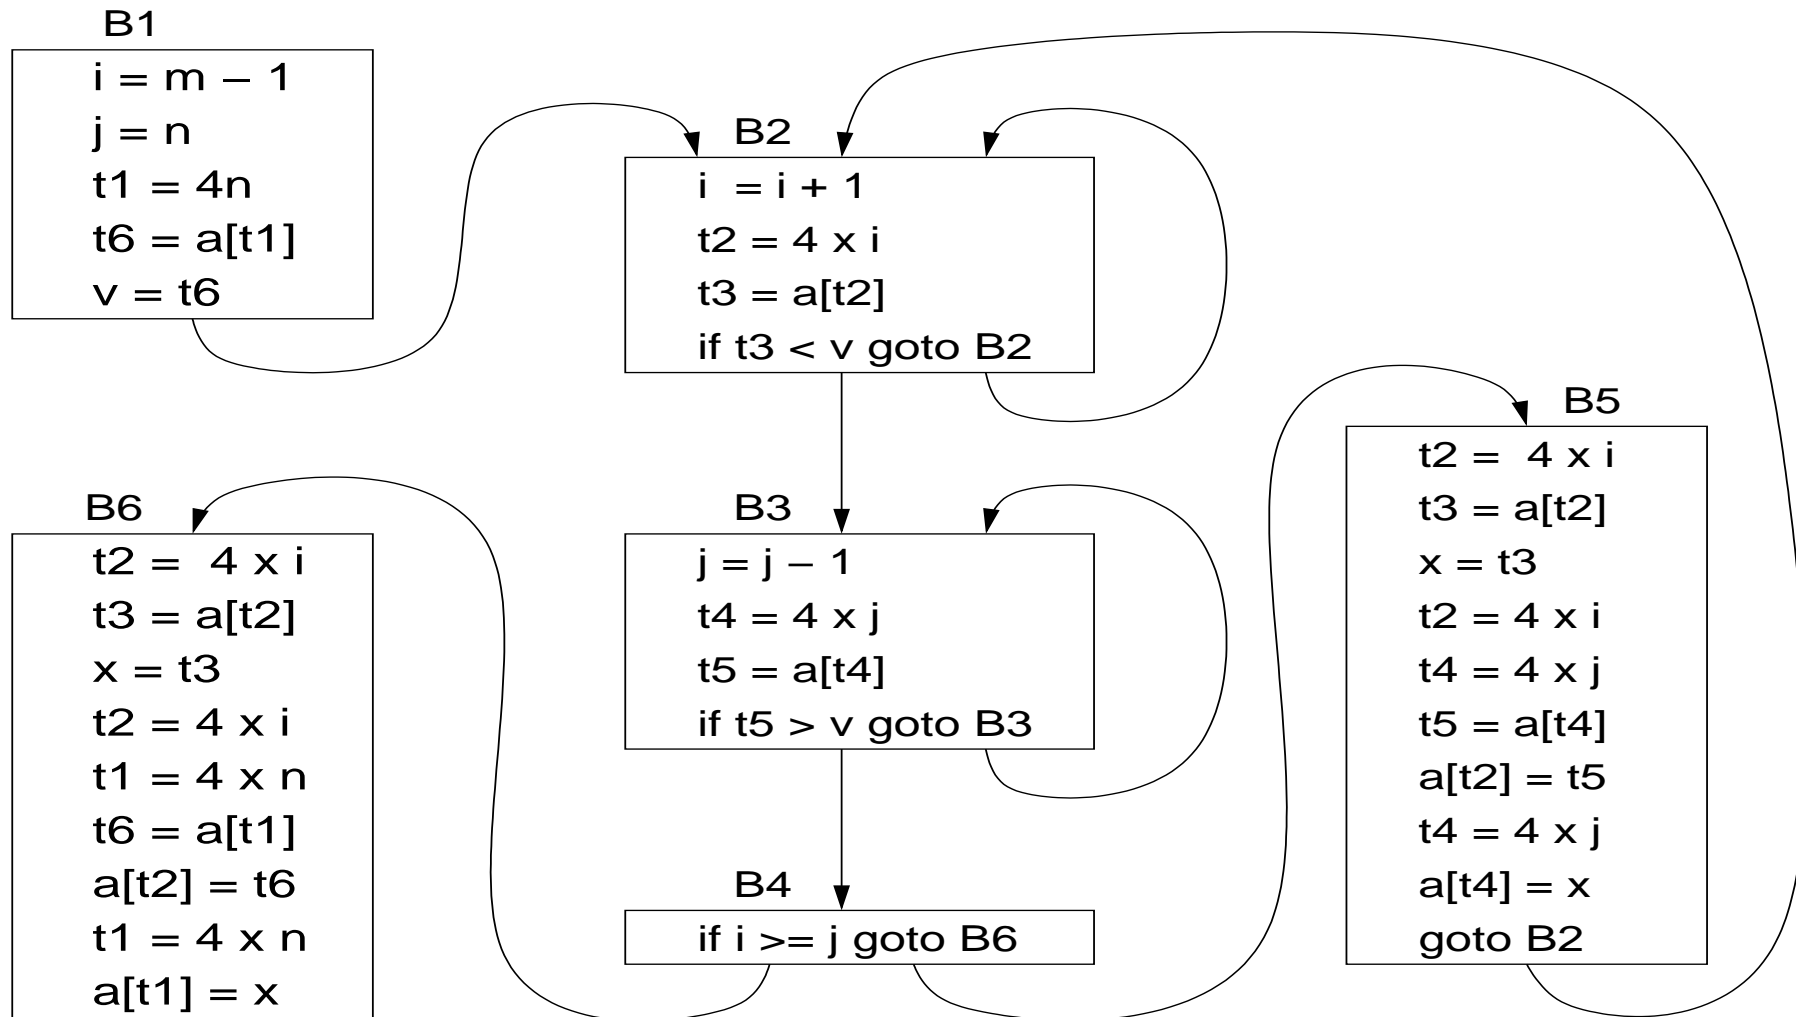 B1
i = m – 1
j = n
t1 = 4n
t6 = a[t1]
v = t6
B2
i = i + 1
t2 = 4 x i
t3 = a[t2]
if t3 < v goto B2
B3
j = j – 1
t4 = 4 x j
t5 = a[t4]
if t5 > v goto B3
B4
if i >= j goto B6
B5
t2 = 4 x i
t3 = a[t2]
x = t3
t2 = 4 x i
t4 = 4 x j
t5 = a[t4]
a[t2] = t5
t4 = 4 x j
a[t4] = x
goto B2
B6
t2 = 4 x i
t3 = a[t2]
x = t3
t2 = 4 x i
t1 = 4 x n
t6 = a[t1]
a[t2] = t6
t1 = 4 x n
a[t1] = x